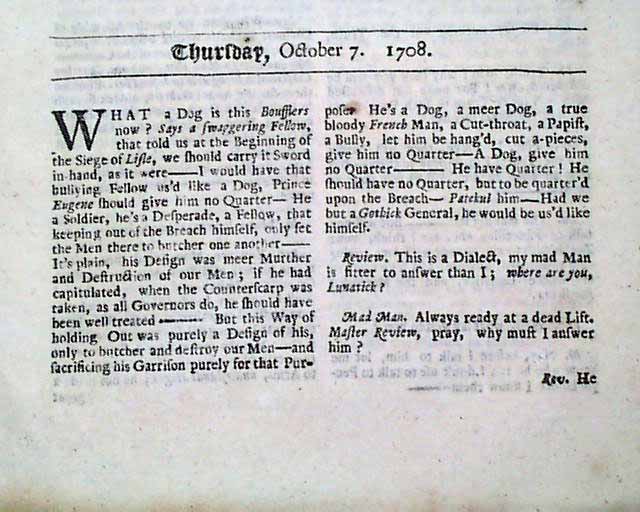 Thurſday, October 7. 1708.
WHAT a Dog is this Boufflers
now? Says a ſwaggering Fellow,
that told us at the Beginning of
the Siege of Liſle, we ſhould carry it Sword
in-hand, as it were——I would have that
bullying Fellow us'd like a Dog, Prince
Eugene ſhould give him no Quarter— He
a Soldier, he's a Deſperade, a Fellow, that
keeping out of the Breach himſelf, only ſet
the Men there to butcher one another——
It's plain, his Deſign was meer Murther
and Deſtruction of our Men; if he had
capitulated, when the Counterſcarp was
taken, as all Governors do, he ſhould have
been well treated —— But this Way of
holding Out was purely a Deſign of his,
only to butcher and deſtroy our Men—and
ſacrificing his Garriſon purely for that Pur-
poſe. He's a Dog, a meer Dog, a true
bloody French Man, a Cut-throat, a Papiſt,
a Bully, let him be hang'd, cut a-pieces,
give him no Quarter—A Dog, give him
no Quarter——— He have Quarter! He
ſhould have no Quarter, but to be quarter'd
upon the Breach— Patekul him—Had we
but a Gothick General, he would be us'd like
himſelf.
Review. This is a Dialect, my mad Man
is fitter to anſwer than I; where are you,
Lunatick?
Mad Man. Always ready at a dead Lift.
Maſter Review, pray, why muſt I anſwer
him?
Rev. He